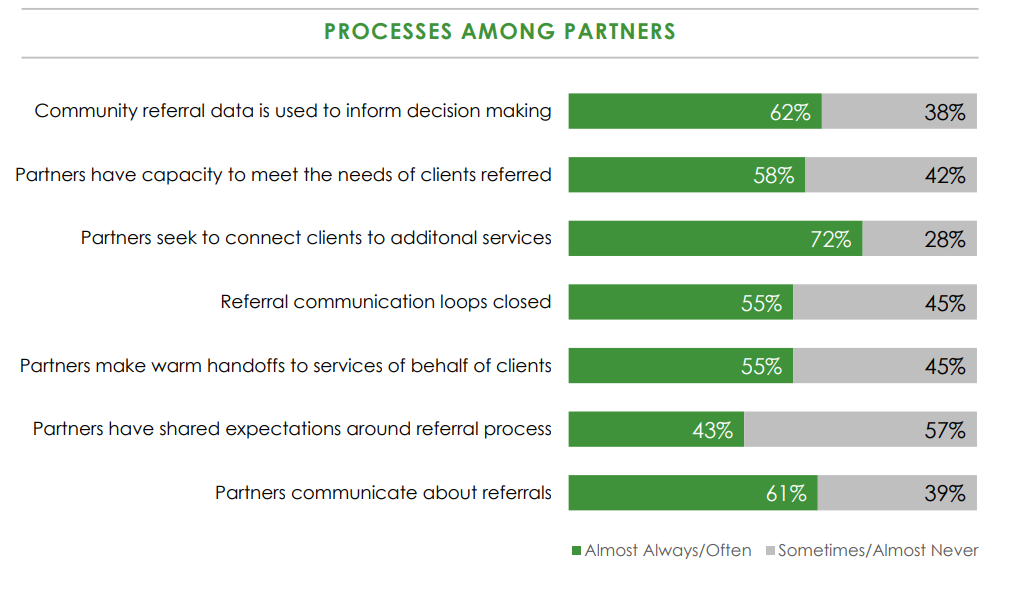 PROCESSES AMONG PARTNERS
Community referral data is used to inform decision making 62% 38%
Partners have capacity to meet the needs of clients referred 58% 42%
Partners seek to connect clients to additonal services 72% 28%
Referral communication loops closed 55% 45%
Partners make warm handoffs to services of behalf of clients 55% 45%
Partners have shared expectations around referral process 43% 57%
Partners communicate about referrals 61% 39%
Almost Always/Often Sometimes/Almost Never